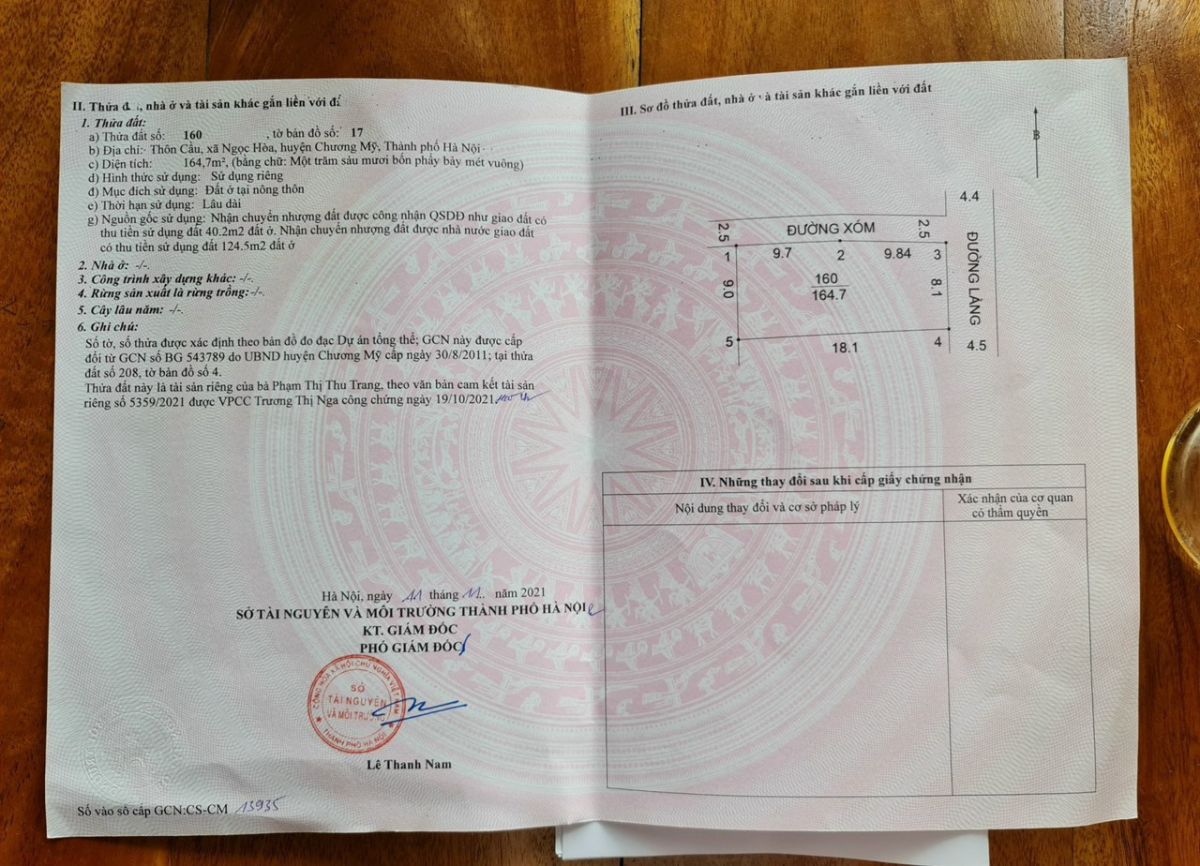 II. Thửa đ , nhà ở và tài sản khác gắn liền với đ
1. Thửa đất:
a) Thửa đất số: 160 , tờ bản đồ số: 17
b) Địa chỉ: Thôn Cầu, xã Ngọc Hòa, huyện Chương Mỹ, Thành phố Hà Nội
c) Diện tích: 164,7m², (bằng chữ: Một trăm sáu mươi bốn phẩy bảy mét vuông)
d) Hình thức sử dụng: Sử dụng riêng
đ) Mục đích sử dụng: Đất ở tại nông thôn
e) Thời hạn sử dụng: Lâu dài
g) Nguồn gốc sử dụng: Nhận chuyển nhượng đất được công nhận QSDĐ như giao đất có
thu tiền sử dụng đất 40.2m2 đất ở. Nhận chuyển nhượng đất được nhà nước giao đất
có thu tiền sử dụng đất 124.5m2 đất ở
2. Nhà ở: -/-.
3. Công trình xây dựng khác: -/-.
4. Rừng sản xuất là rừng trồng: -/-.
5. Cây lâu năm: -/-.
6. Ghi chú:
Số tờ, số thửa được xác định theo bản đồ đo đạc Dự án tổng thể; GCN này được cấp
đổi từ GCN số BG 543789 do UBND huyện Chương Mỹ cấp ngày 30/8/2011; tại thửa
đất số 208, tờ bản đồ số 4.
Thửa đất này là tài sản riêng của bà Phạm Thị Thu Trang, theo văn bản cam kết tài sản
riêng số 5359/2021 được VPCC Trương Thị Nga công chứng ngày 19/10/2021.
Hà Nội, ngày 11 tháng 11.. năm 2021
SỞ TÀI NGUYÊN VÀ MÔI TRƯỜNG THÀNH PHỐ HÀ NỘI
KT. GIÁM ĐỐC
PHÓ GIÁM ĐỐC
CỘNG HÒA XÃ HỘI CHỦ NGHĨA VIỆT NAM
SỞ
TÀI NGUYÊN
VÀ MÔI TRƯỜNG
THÀNH PHỐ HÀ NỘI
Lê Thanh Nam
Số vào sổ cấp GCN:CS-CM 13935
III. Sơ đồ thửa đất, nhà ở và tài sản khác gắn liền với đất
B
4.4
2.5 ĐƯỜNG XÓM 2.5
1 9.7 2 9.84 3
160
164.7
9.0 8.1
ĐƯỜNG LÀNG
5 18.1 4 4.5
IV. Những thay đổi sau khi cấp giấy chứng nhận
Nội dung thay đổi và cơ sở pháp lý
Xác nhận của cơ quan
có thẩm quyền